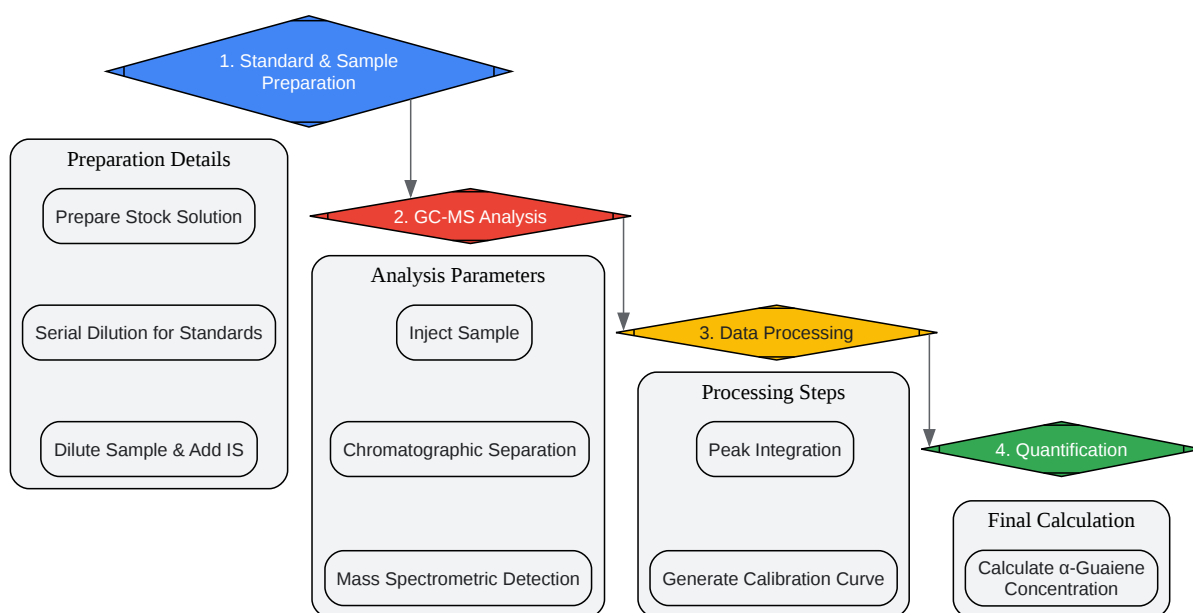 1. Standard & Sample
Preparation
Preparation Details
Prepare Stock Solution
Serial Dilution for Standards
Dilute Sample & Add IS
2. GC-MS Analysis
Analysis Parameters
Inject Sample
Chromatographic Separation
Mass Spectrometric Detection
3. Data Processing
Processing Steps
Peak Integration
Generate Calibration Curve
4. Quantification
Final Calculation
Calculate α-Guaiene
Concentration